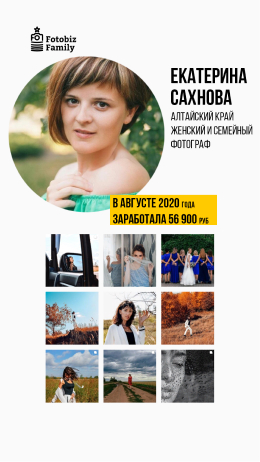 Fotobiz
Family
ЕКАТЕРИНА
САХНОВА
АЛТАЙСКИЙ КРАЙ
ЖЕНСКИЙ И СЕМЕЙНЫЙ
ФОТОГРАФ
В АВГУСТЕ 2020 ГОДА
ЗАРАБОТАЛА 56 900 РУБ